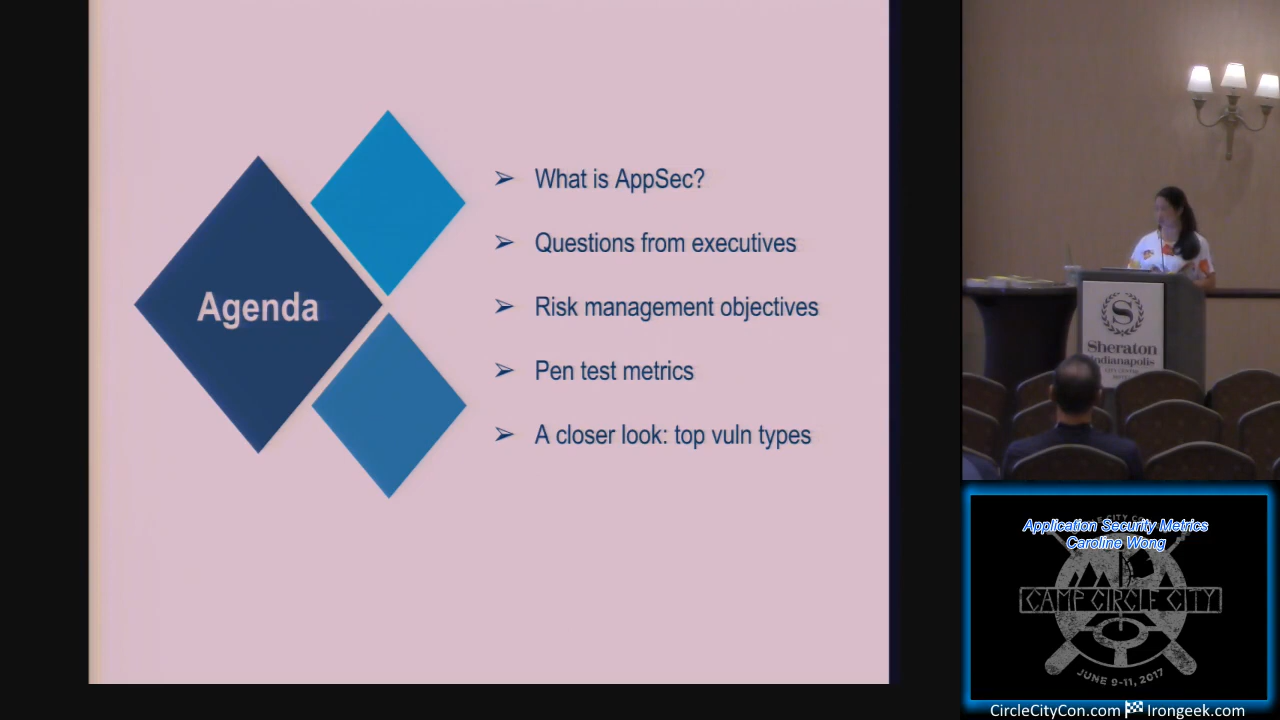 Agenda
➢ What is AppSec?
➢ Questions from executives
➢ Risk management objectives
➢ Pen test metrics
➢ A closer look: top vuln types
S
Sheraton
Indianapolis
Application Security Metrics
Caroline Wong
CAMP CIRCLE CITY
JUNE 9-11, 2017
CircleCityCon.com Irongeek.com